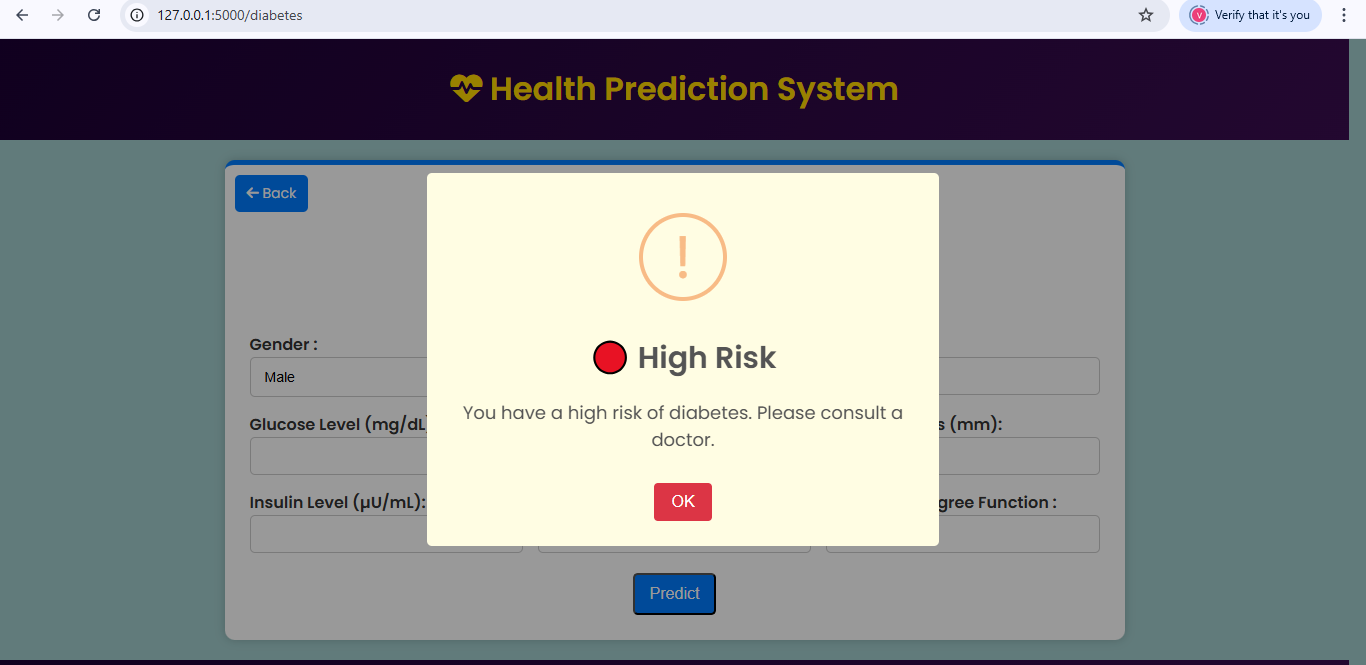 127.0.0.1:5000/diabetes
V
Verify that it's you
Health Prediction System
Back
High Risk
You have a high risk of diabetes. Please consult a
doctor.
OK
Gender :
Male
Glucose Level (mg/dL
s (mm):
Insulin Level (μU/mL):
gree Function :
Predict